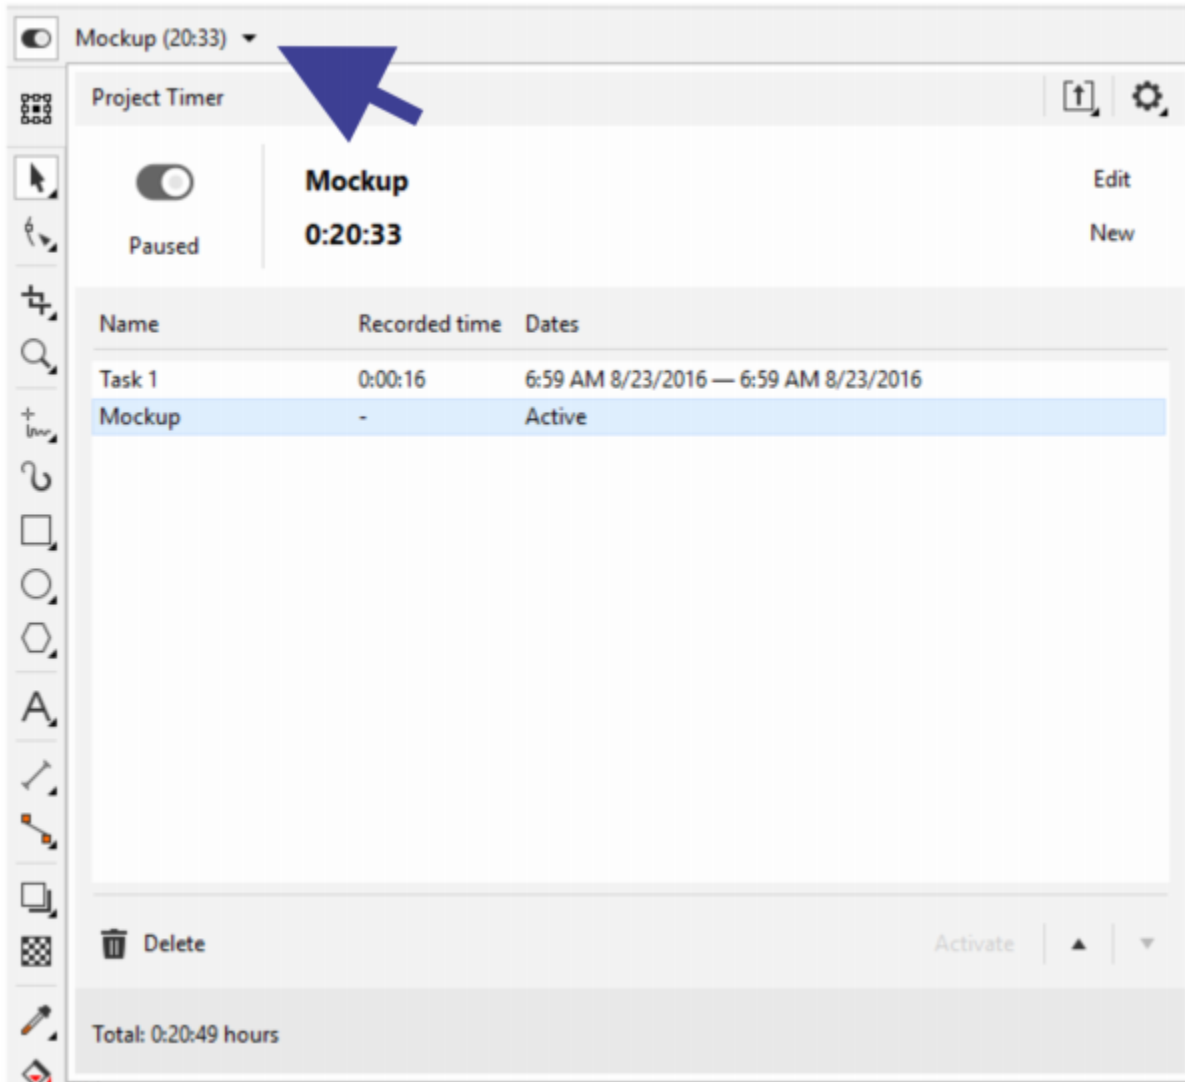 Mockup (20:33)
Project Timer
Mockup
Edit
Paused
0:20:33
New
Name Recorded time Dates
Task 1 0:00:16 6:59 AM 8/23/2016 — 6:59 AM 8/23/2016
Mockup - Active
Delete
Activate
Total: 0:20:49 hours